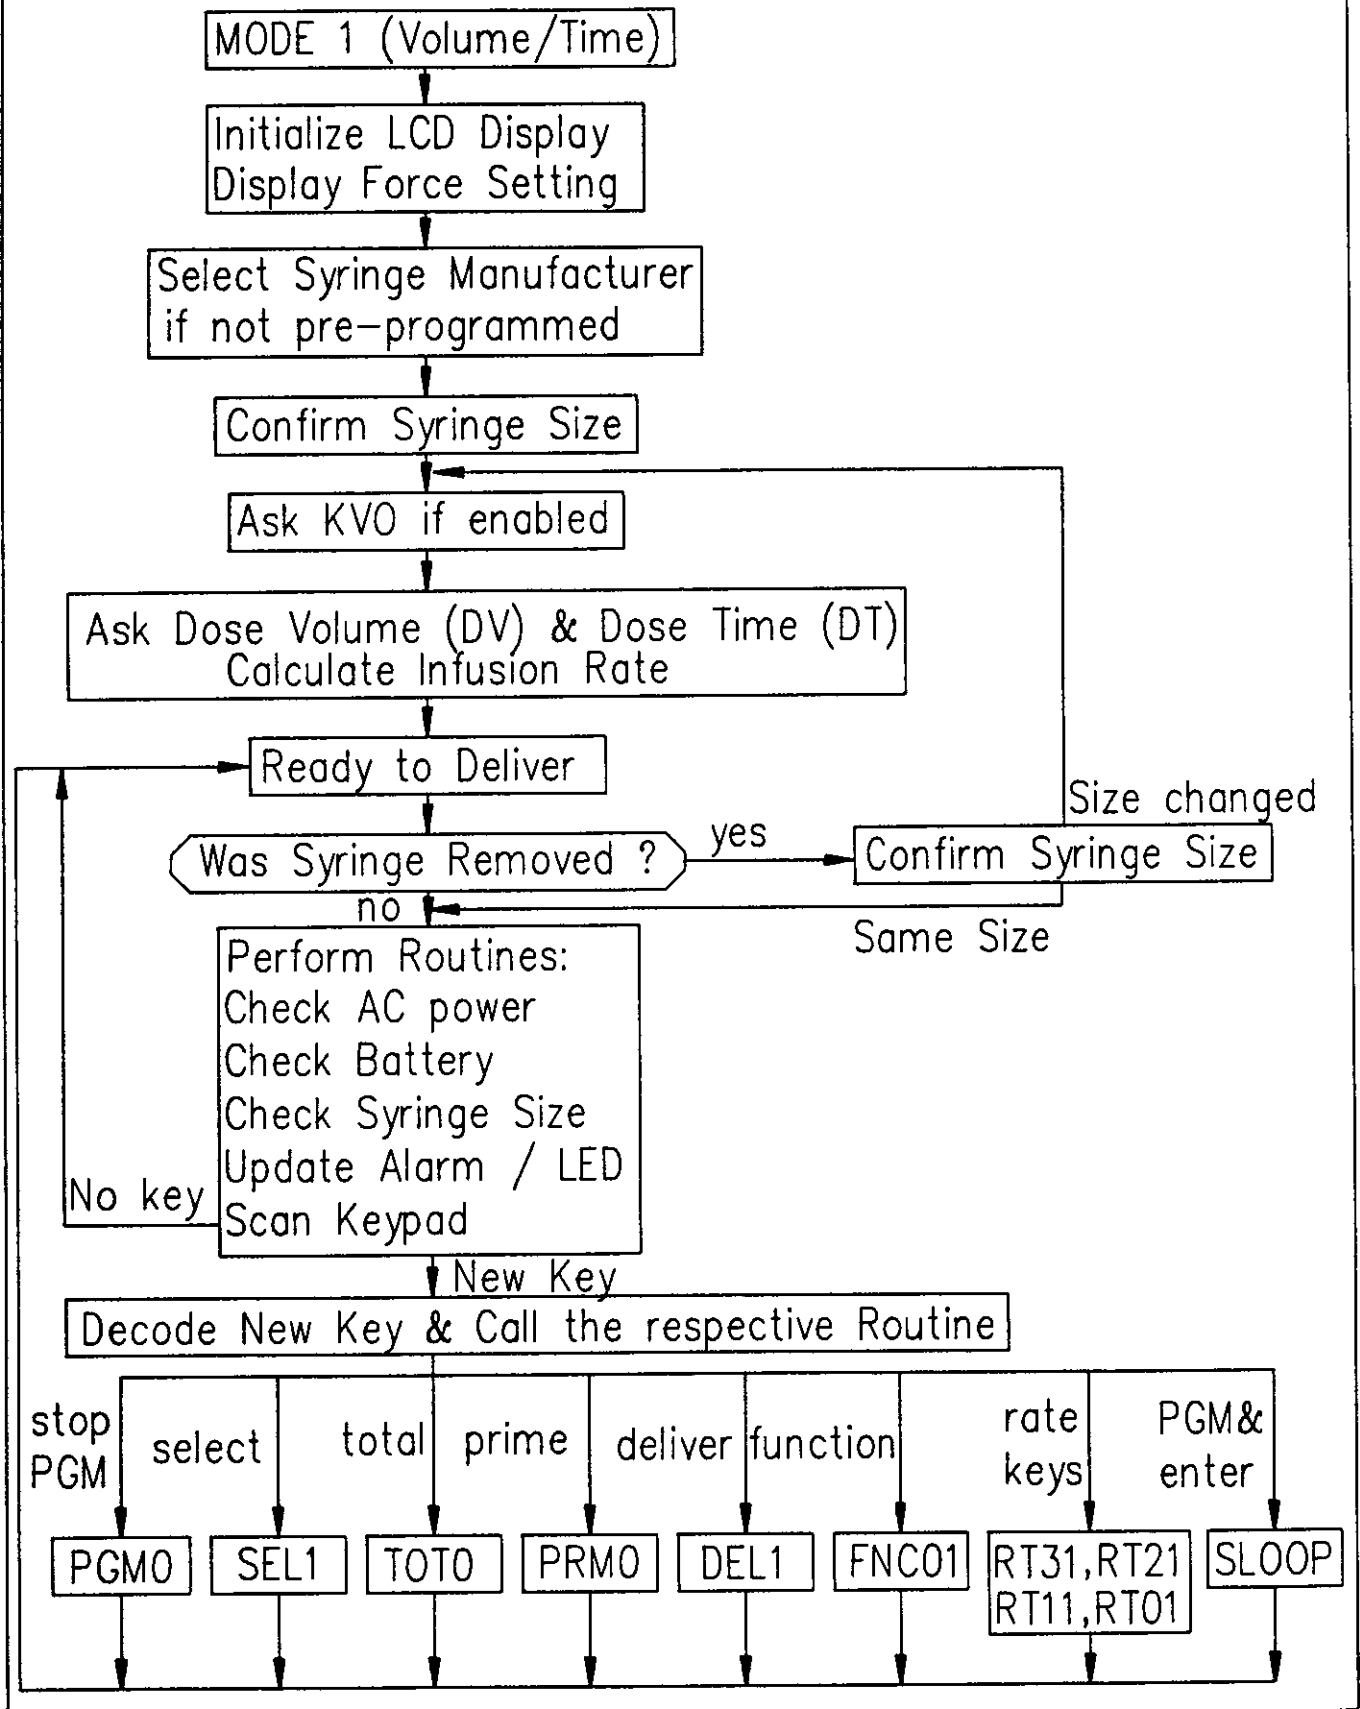 MODE 1 (Volume/Time)
Initialize LCD Display
Display Force Setting
Select Syringe Manufacturer
if not pre-programmed
Confirm Syringe Size
Ask KVO if enabled
Ask Dose Volume (DV) & Dose Time (DT)
Calculate Infusion Rate
Ready to Deliver
Size changed
Was Syringe Removed ?
yes
Confirm Syringe Size
no
Same Size
Perform Routines:
Check AC power
Check Battery
Check Syringe Size
Update Alarm / LED
Scan Keypad
No key
New Key
Decode New Key & Call the respective Routine
stop
PGM
select
total
prime
deliver
function
rate
keys
PGM&
enter
PGM0
SEL1
TOT0
PRM0
DEL1
FNC01
RT31,RT21
RT11,RT01
SLOOP